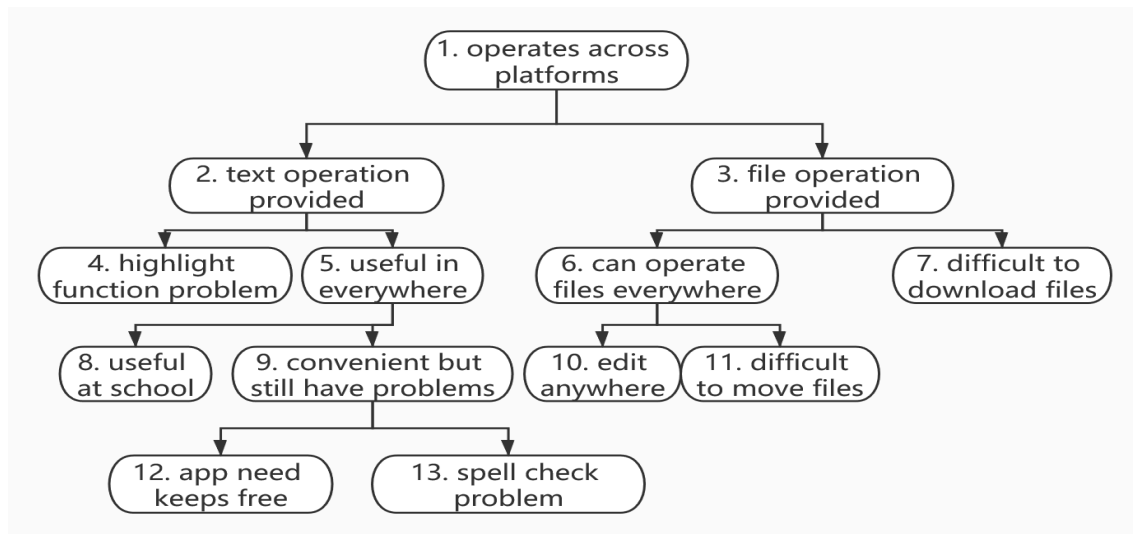 1. operates across
platforms
2. text operation
provided
3. file operation
provided
4. highlight
function problem
5. useful in
everywhere
6. can operate
files everywhere
7. difficult to
download files
8. useful
at school
9. convenient but
still have problems
10. edit
anywhere
11. difficult
to move files
12. app need
keeps free
13. spell check
problem